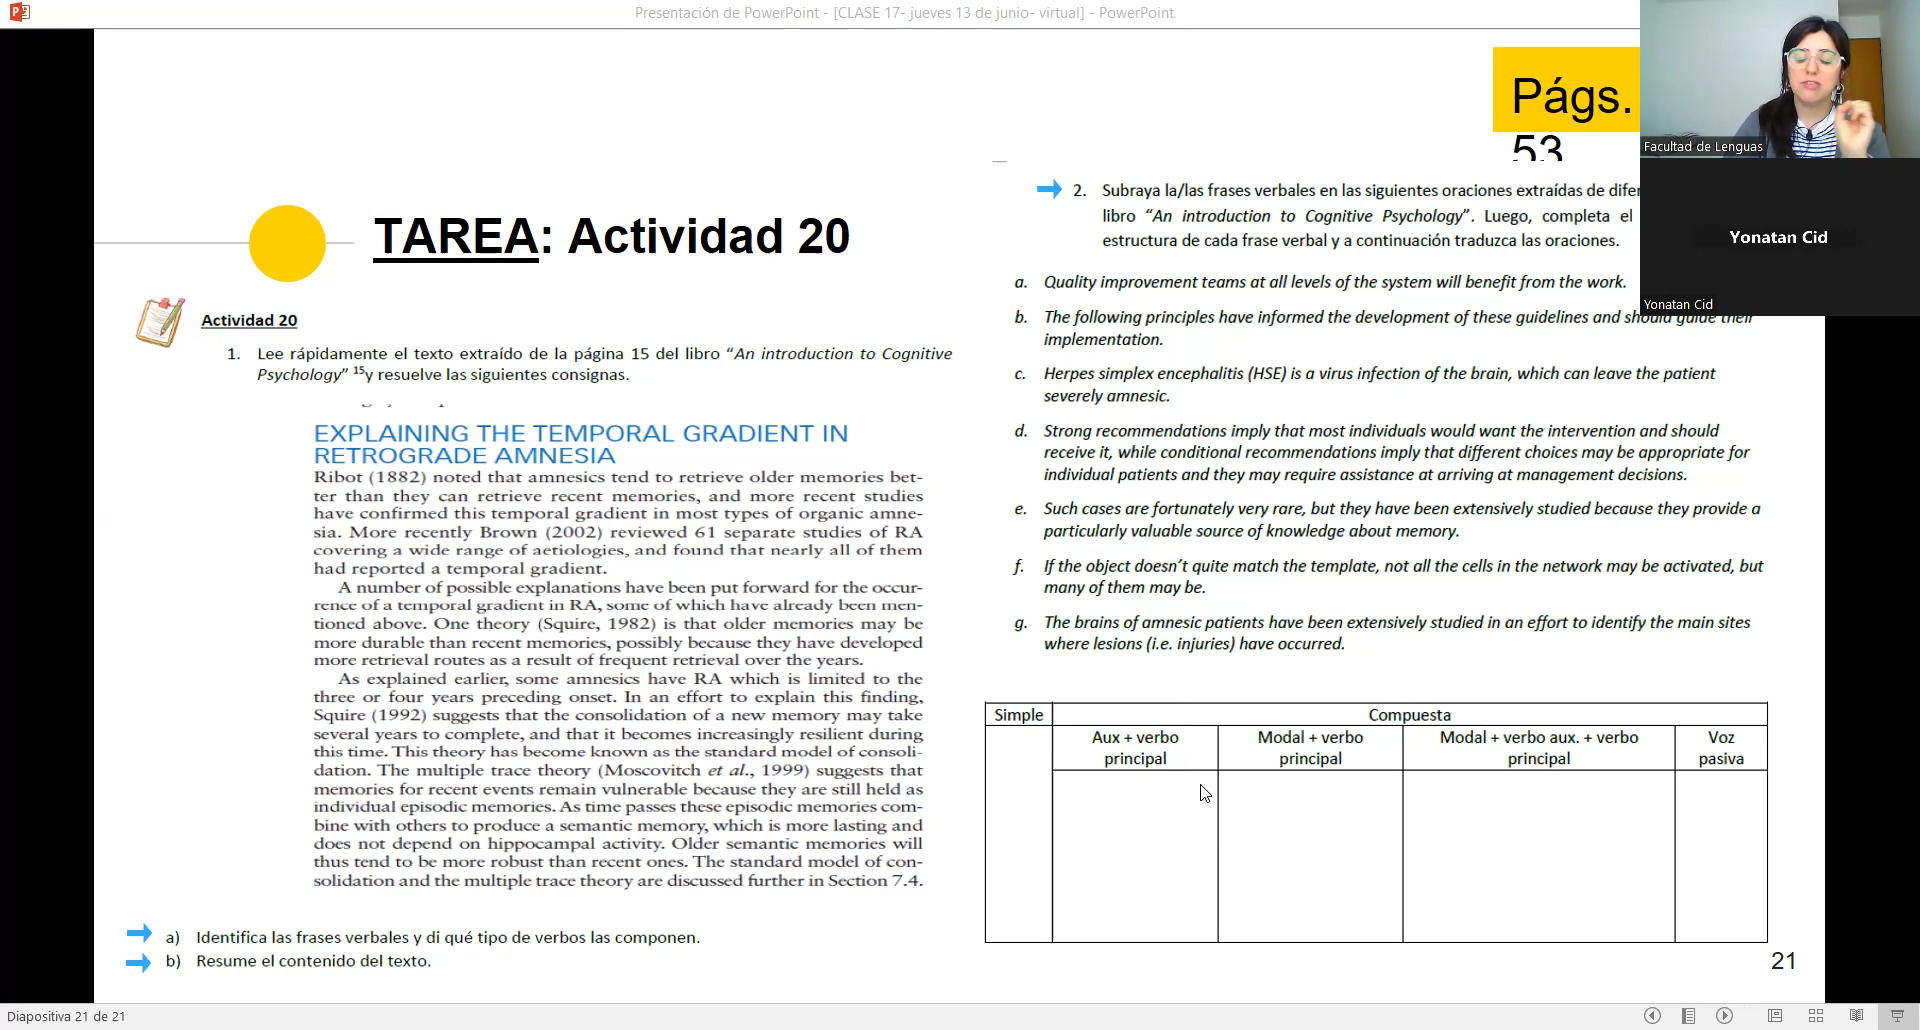 Presentación de PowerPoint - [CLASE 17- jueves 13 de junio- virtual] - PowerPoint
Págs.
53
Facultad de Lenguas
Yonatan Cid
Yonatan Cid
TAREA: Actividad 20
Actividad 20
1. Lee rápidamente el texto extraído de la página 15 del libro “An introduction to Cognitive
Psychology” 15y resuelve las siguientes consignas.
EXPLAINING THE TEMPORAL GRADIENT IN
RETROGRADE AMNESIA
Ribot (1882) noted that amnesics tend to retrieve older memories bet-
ter than they can retrieve recent memories, and more recent studies
have confirmed this temporal gradient in most types of organic amne-
sia. More recently Brown (2002) reviewed 61 separate studies of RA
covering a wide range of aetiologies, and found that nearly all of them
had reported a temporal gradient.
A number of possible explanations have been put forward for the occur-
rence of a temporal gradient in RA, some of which have already been men-
tioned above. One theory (Squire, 1982) is that older memories may be
more durable than recent memories, possibly because they have developed
more retrieval routes as a result of frequent retrieval over the years.
As explained earlier, some amnesics have RA which is limited to the
three or four years preceding onset. In an effort to explain this finding,
Squire (1992) suggests that the consolidation of a new memory may take
several years to complete, and that it becomes increasingly resilient during
this time. This theory has become known as the standard model of consoli-
dation. The multiple trace theory (Moscovitch et al., 1999) suggests that
memories for recent events remain vulnerable because they are still held as
individual episodic memories. As time passes these episodic memories com-
bine with others to produce a semantic memory, which is more lasting and
does not depend on hippocampal activity. Older semantic memories will
thus tend to be more robust than recent ones. The standard model of con-
solidation and the multiple trace theory are discussed further in Section 7.4.
a) Identifica las frases verbales y di qué tipo de verbos las componen.
b) Resume el contenido del texto.
2. Subraya la/las frases verbales en las siguientes oraciones extraídas de
libro “An introduction to Cognitive Psychology”. Luego, completa el
estructura de cada frase verbal y a continuación traduzca las oraciones.
a. Quality improvement teams at all levels of the system will benefit from the work.
b. The following principles have informed the development of these guidelines and should guide their
implementation.
c. Herpes simplex encephalitis (HSE) is a virus infection of the brain, which can leave the patient
severely amnesic.
d. Strong recommendations imply that most individuals would want the intervention and should
receive it, while conditional recommendations imply that different choices may be appropriate for
individual patients and they may require assistance at arriving at management decisions.
e. Such cases are fortunately very rare, but they have been extensively studied because they provide a
particularly valuable source of knowledge about memory.
f. If the object doesn’t quite match the template, not all the cells in the network may be activated, but
many of them may be.
g. The brains of amnesic patients have been extensively studied in an effort to identify the main sites
where lesions (i.e. injuries) have occurred.
Simple Compuesta
Aux + verbo Modal + verbo Modal + verbo aux. + verbo Voz
principal principal principal pasiva
21
Diapositiva 21 de 21